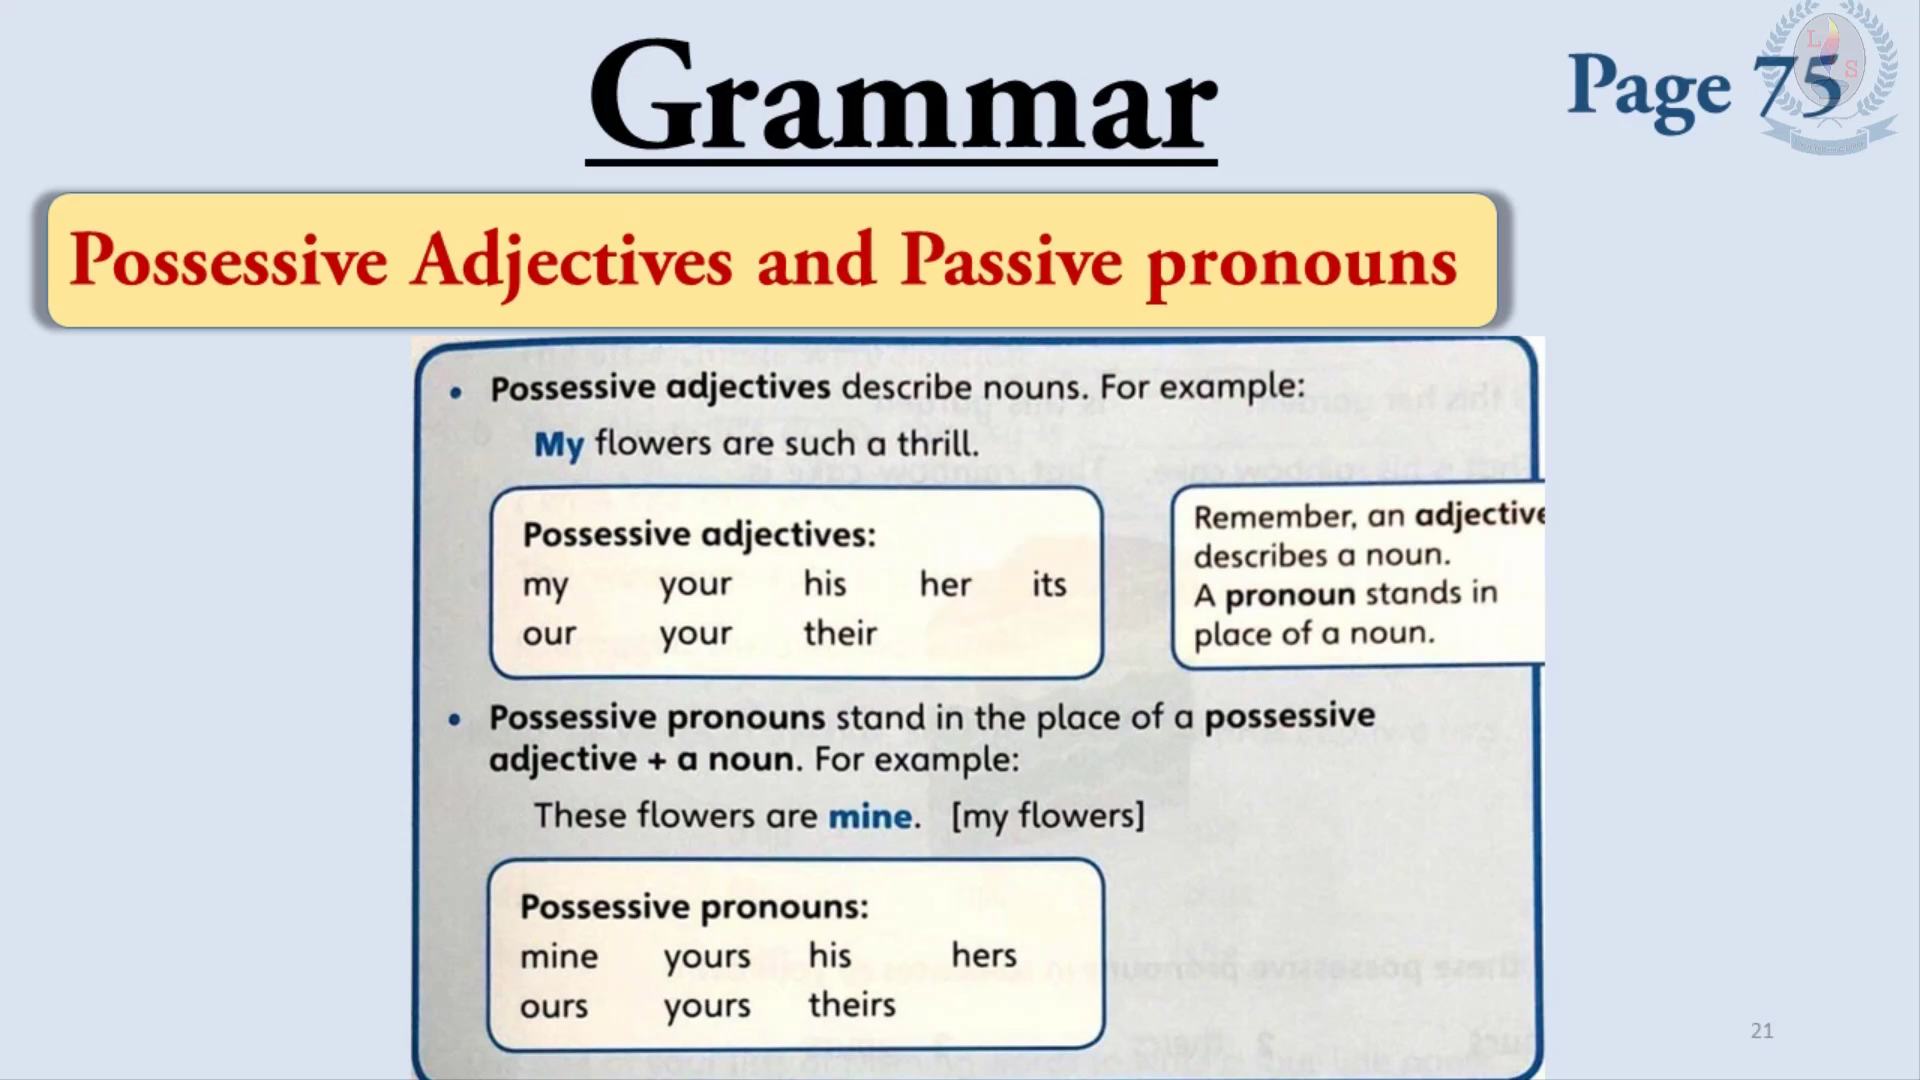 Grammar
Page 75
L
S
Possessive Adjectives and Passive pronouns
• Possessive adjectives describe nouns. For example:
My flowers are such a thrill.
Possessive adjectives:
my your his her its
our your their
Remember, an adjective
describes a noun.
A pronoun stands in
place of a noun.
• Possessive pronouns stand in the place of a possessive
adjective + a noun. For example:
These flowers are mine. [my flowers]
Possessive pronouns:
mine yours his hers
ours yours theirs
21